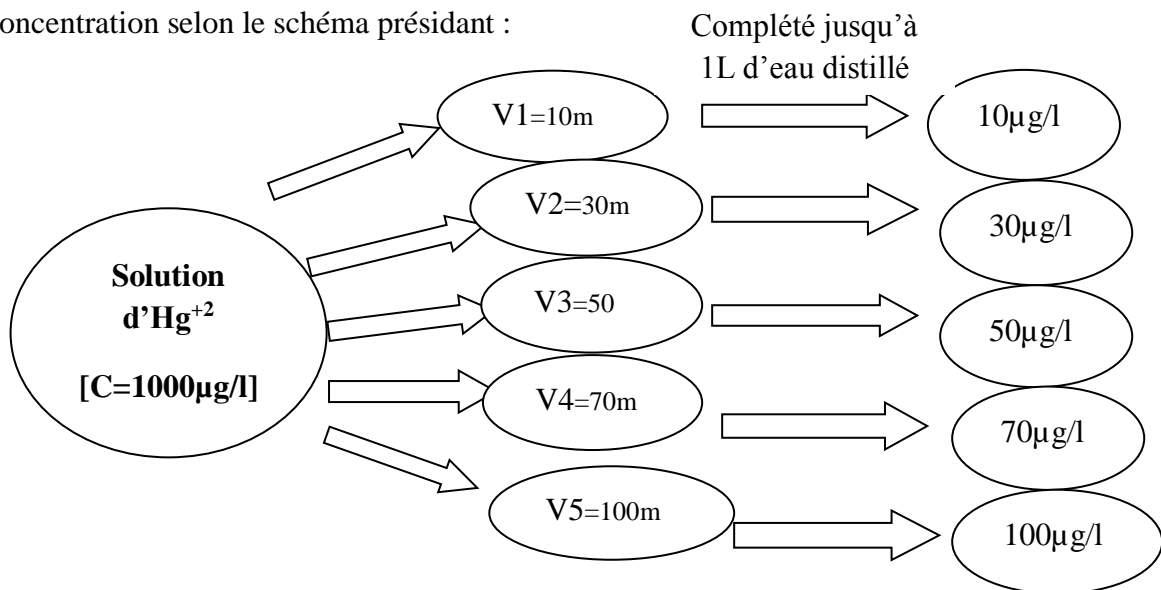 oncentration selon le schéma présidant :
Complété jusqu'à
1L d'eau distillé
V1=10m
10µg/l
V2=30m
30µg/l
Solution
d'Hg+2
[C=1000µg/l]
V3=50
50µg/l
V4=70m
70µg/l
V5=100m
100µg/l